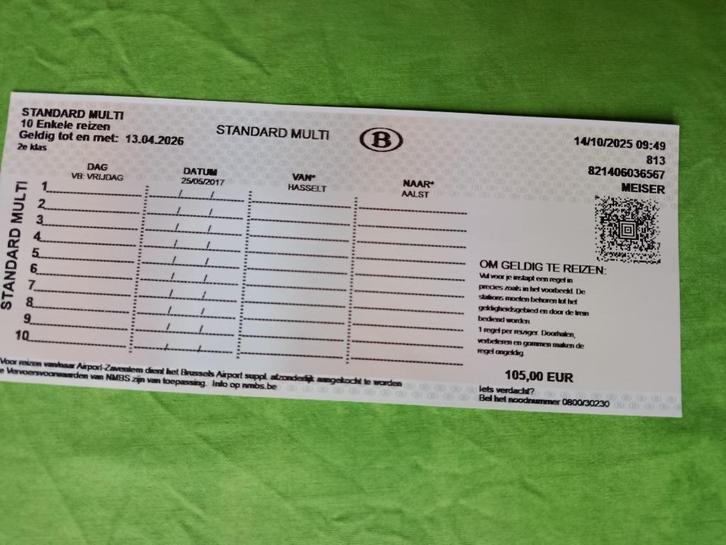 STANDARD MULTI
10 Enkele reizen
Geldig tot en met: 13.04.2026
2e klas
STANDARD MULTI
B
14/10/2025 09:49
813
821406036567
MEISER
DAG
VB: VRIJDAG
DATUM
25/05/2017
VAN*
HASSELT
NAAR*
AALST
STANDARD MULTI
1
2
3
4
5
6
7
8
9
10
OM GELDIG TE REIZEN:
Vul voor je instapt een regel in
precies zoals in het voorbeeld. De
stations moeten behoren tot het
geldigheidsgebied en door de trein
bediend worden.
1 regel per reiziger. Doorhalen,
verbeteren en gommen maken de
regel ongeldig.
105,00 EUR
Iets verdacht?
Bel het noodnummer 0800/30230
Voor reizen van/naar Airport-Zaventem dient het Brussels Airport suppl. afzonderlijk aangekocht te worden
e Vervoersvoorwaarden van NMBS zijn van toepassing. Info op nmbs.be